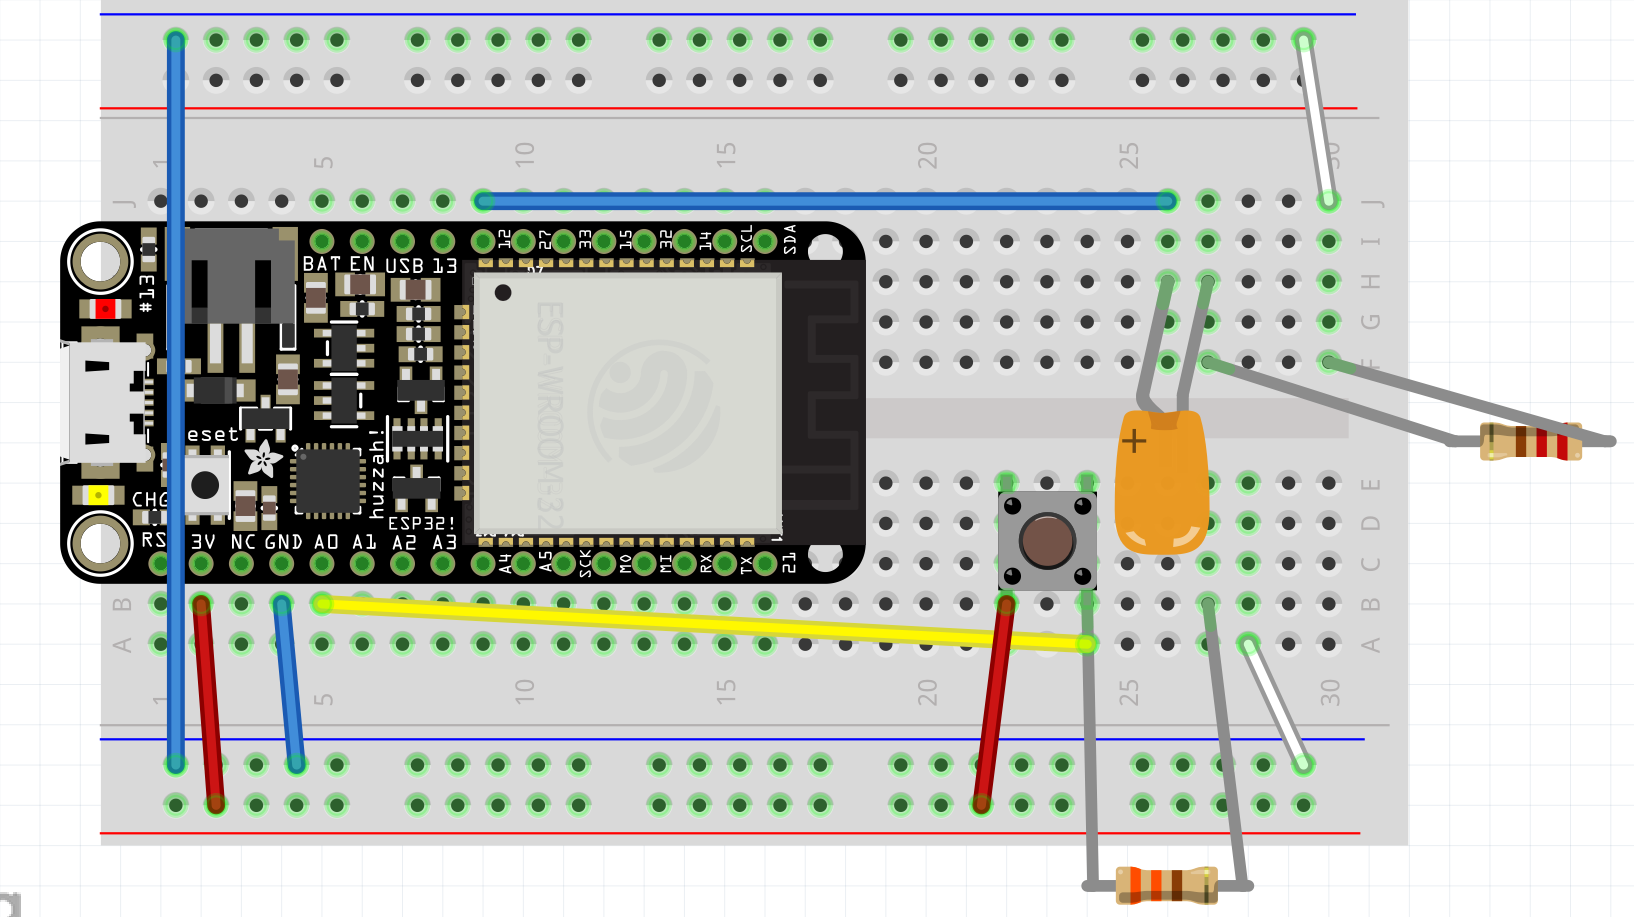 1 5 10 15 20 25 30
J J
I
H
G
F
12 27 33 15 32 14 SCL SDA
BAT EN USB 13
#13
ESP-WROOM-32
+
eset
huzzah!
ESP32!
CHG
RS
3V NC GND A0 A1 A2 A3
A4 A5 SCK MO MI RX TX 21
E
D
C
B B
A A
1 5 10 15 20 25 30